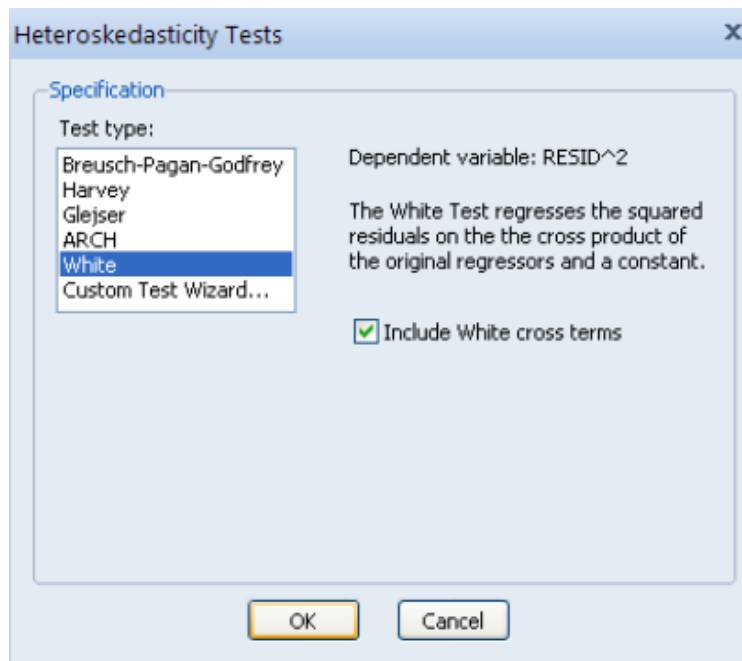 Heteroskedasticity Tests
x
Specification
Test type:
Breusch-Pagan-Godfrey
Harvey
Glejser
ARCH
White
Custom Test Wizard...
Dependent variable: RESID^2
The White Test regresses the squared
residuals on the the cross product of
the original regressors and a constant.
Include White cross terms
OK
Cancel